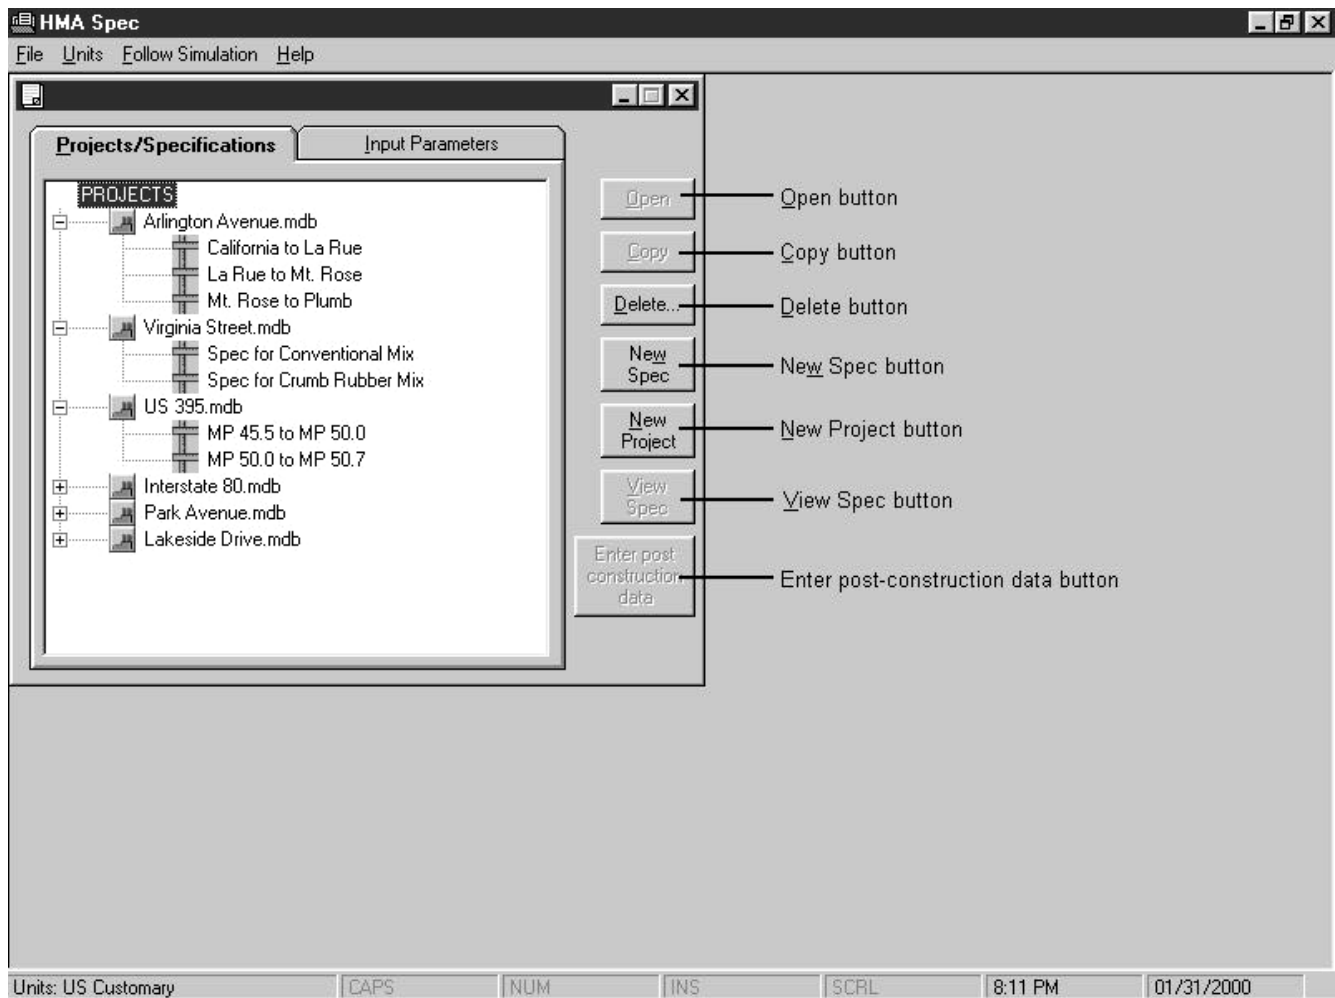 HMA Spec
File Units Follow Simulation Help
Projects/Specifications Input Parameters
PROJECTS
Arlington Avenue.mdb
California to La Rue
La Rue to Mt. Rose
Mt. Rose to Plumb
Virginia Street.mdb
Spec for Conventional Mix
Spec for Crumb Rubber Mix
US 395.mdb
MP 45.5 to MP 50.0
MP 50.0 to MP 50.7
Interstate 80.mdb
Park Avenue.mdb
Lakeside Drive.mdb
Open
Copy
Delete...
New
Spec
New
Project
View
Spec
Enter post
construction
data
Open button
Copy button
Delete button
New Spec button
New Project button
View Spec button
Enter post-construction data button
Units: US Customary CAPS NUM INS SCRL 8:11 PM 01/31/2000